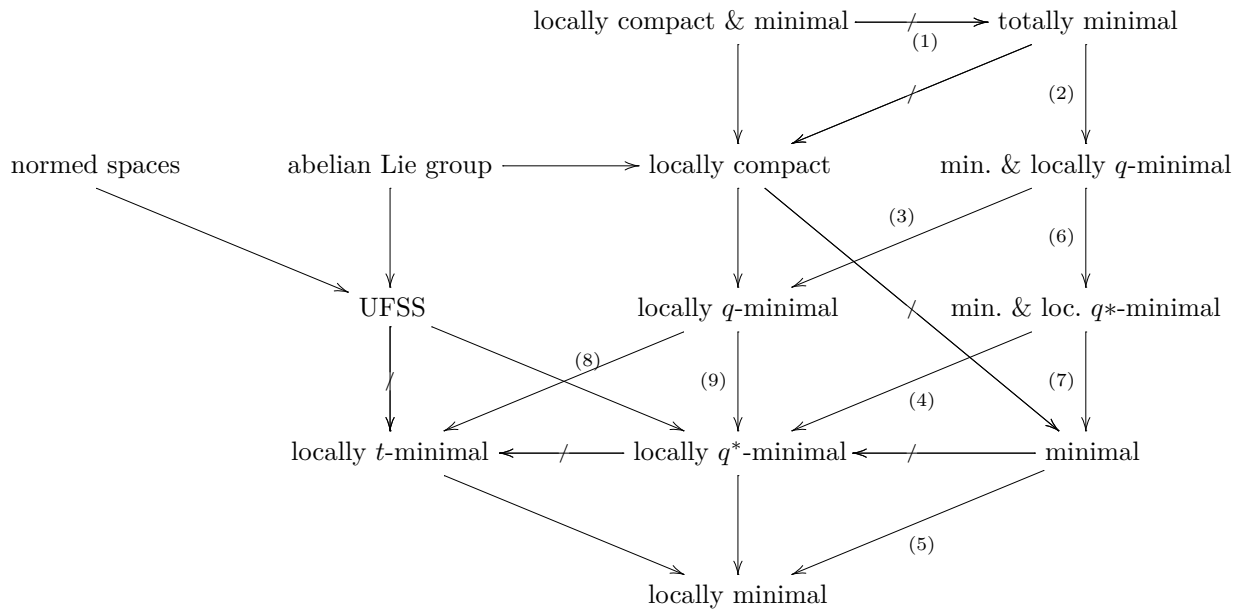 locally compact & minimal totally minimal
(1)
(2)
normed spaces abelian Lie group locally compact min. & locally q-minimal
(3)
(6)
UFSS locally q-minimal min. & loc. q*-minimal
(8)
(9) (7)
(4)
locally t-minimal locally q*-minimal minimal
(5)
locally minimal